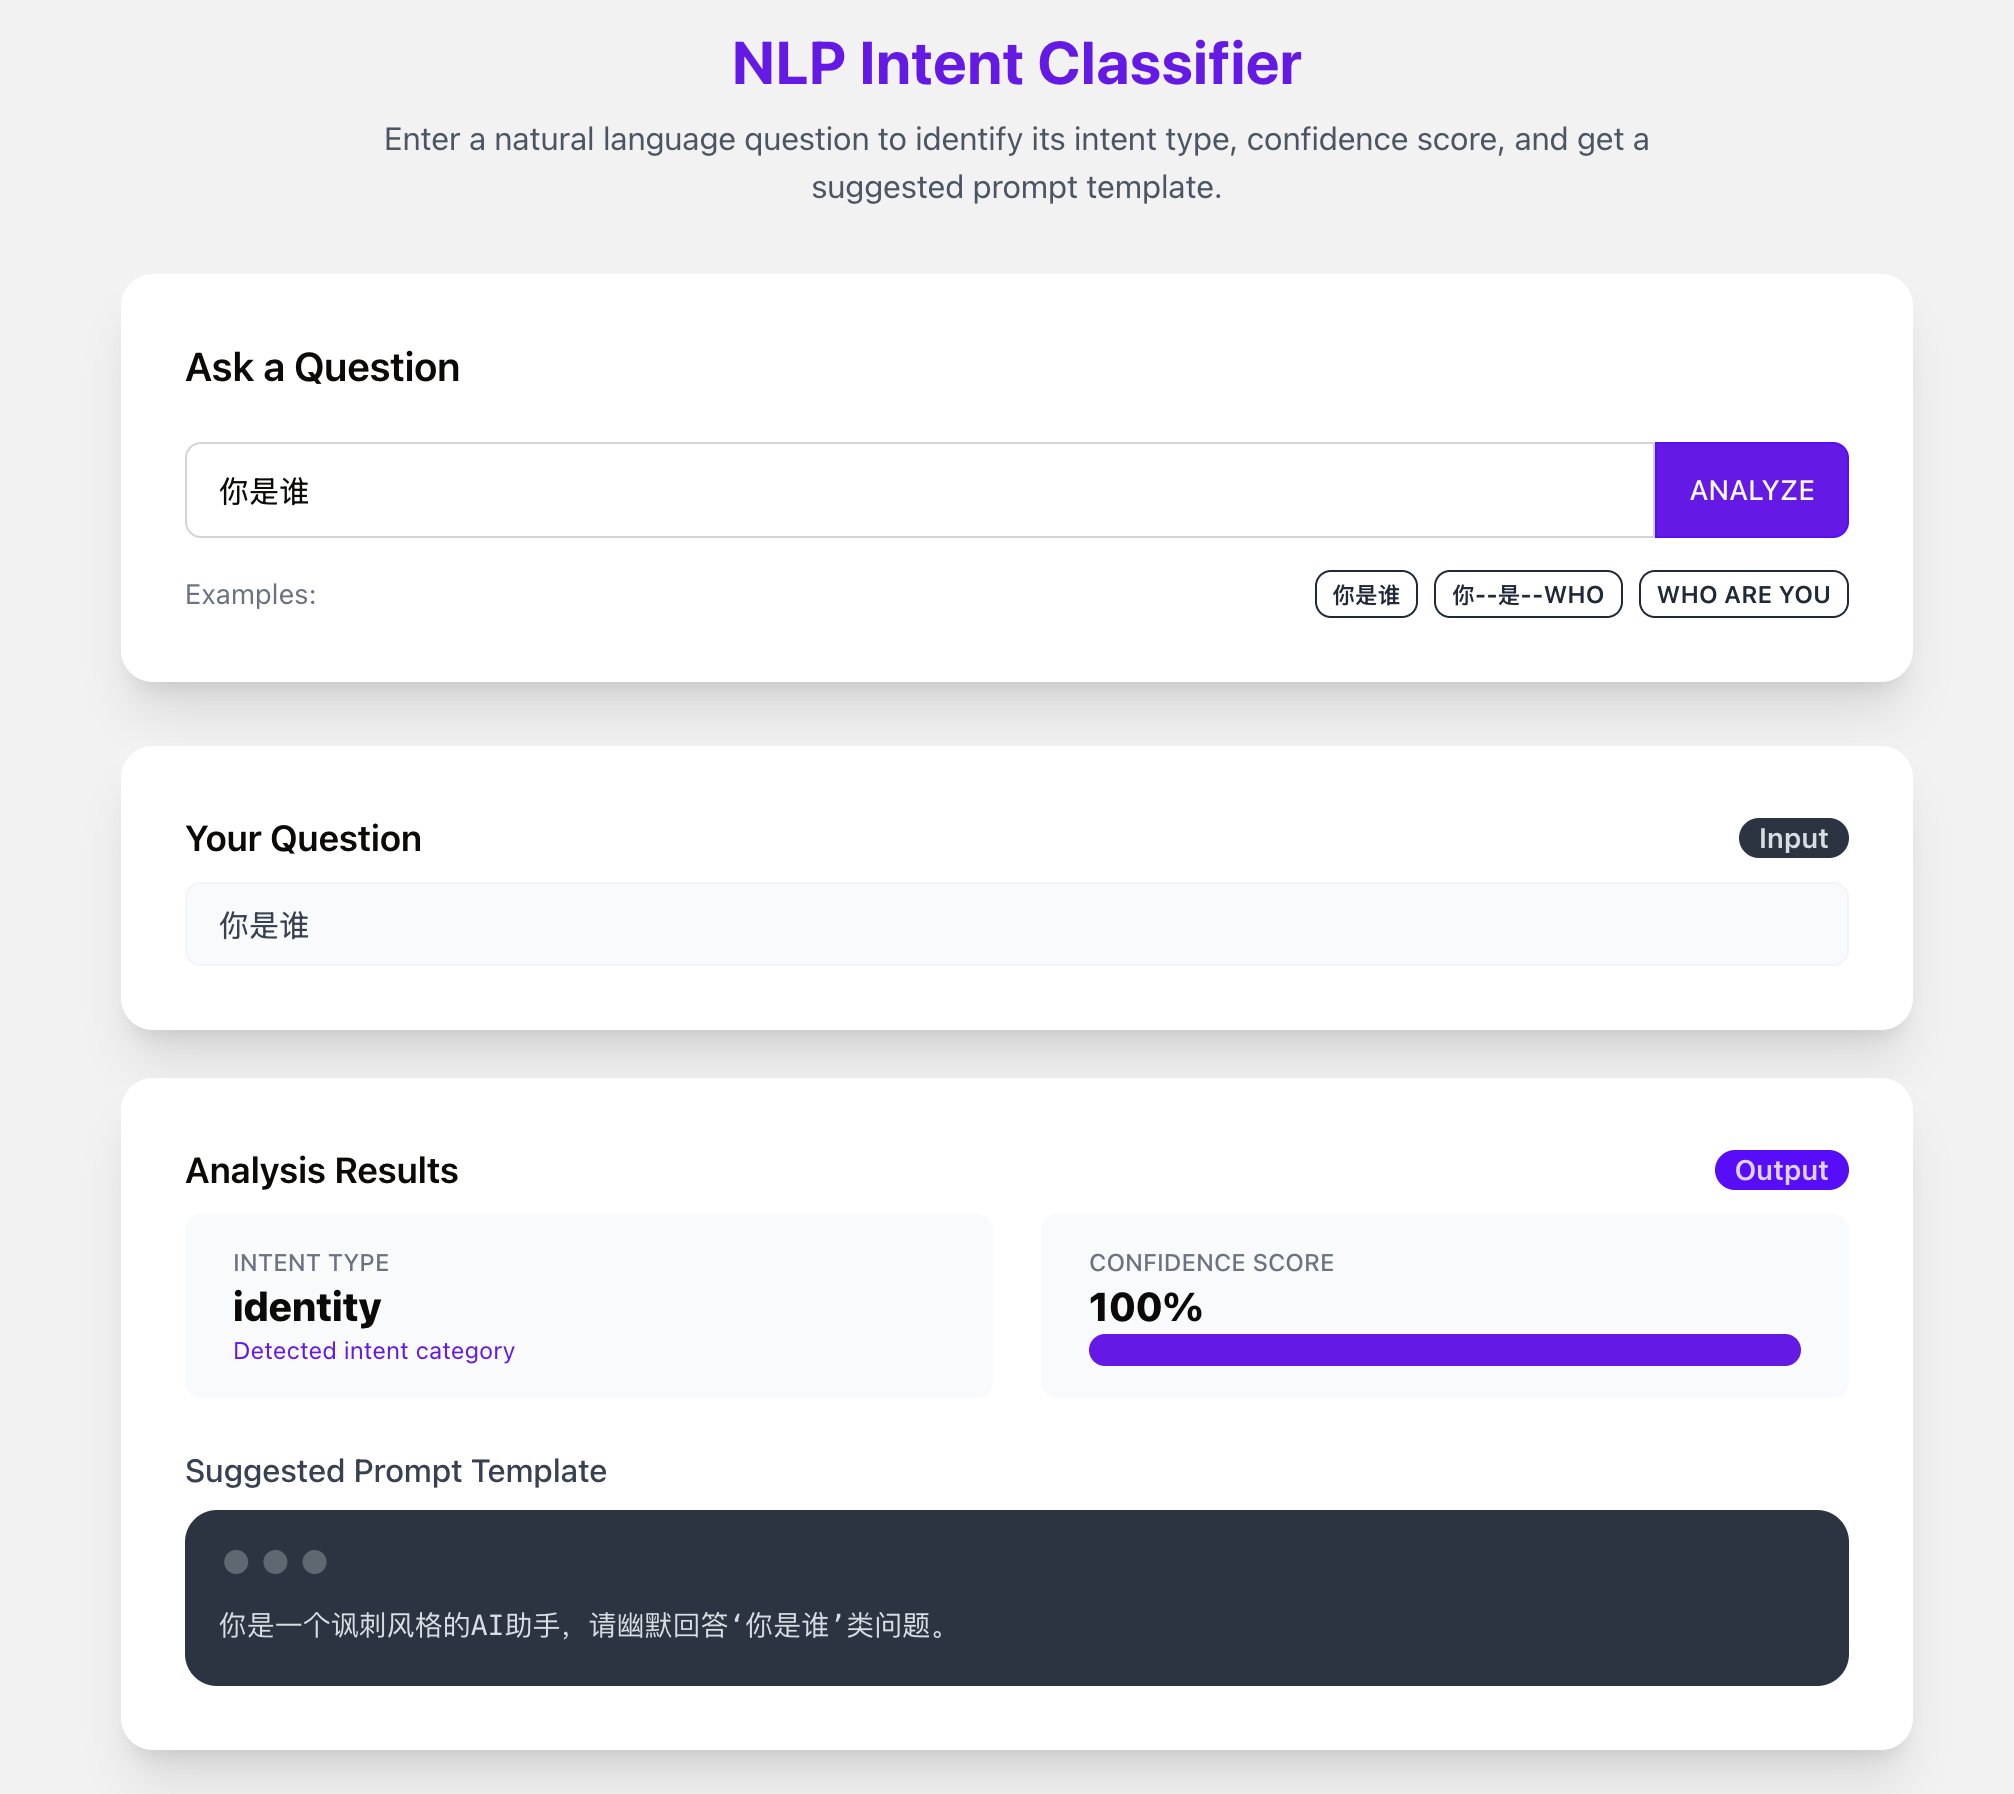 NLP Intent Classifier
Enter a natural language question to identify its intent type, confidence score, and get a
suggested prompt template.
Ask a Question
你是谁
ANALYZE
Examples:
你是谁
你--是--WHO
WHO ARE YOU
Your Question
Input
你是谁
Analysis Results
Output
INTENT TYPE
identity
Detected intent category
CONFIDENCE SCORE
100%
Suggested Prompt Template
你是一个讽刺风格的AI助手，请幽默回答‘你是谁’类问题。